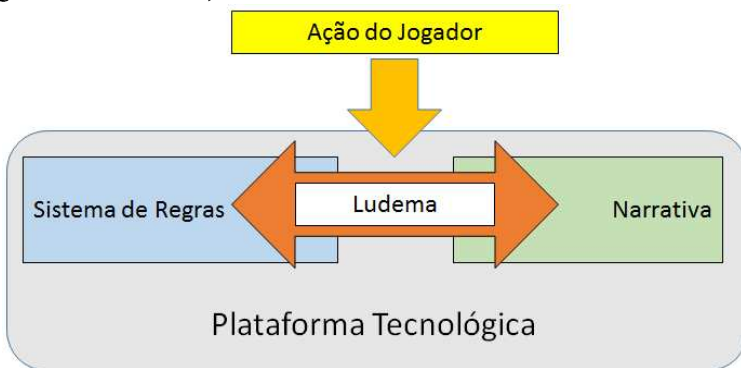 Ação do Jogador
Sistema de Regras
Ludema
Narrativa
Plataforma Tecnológica